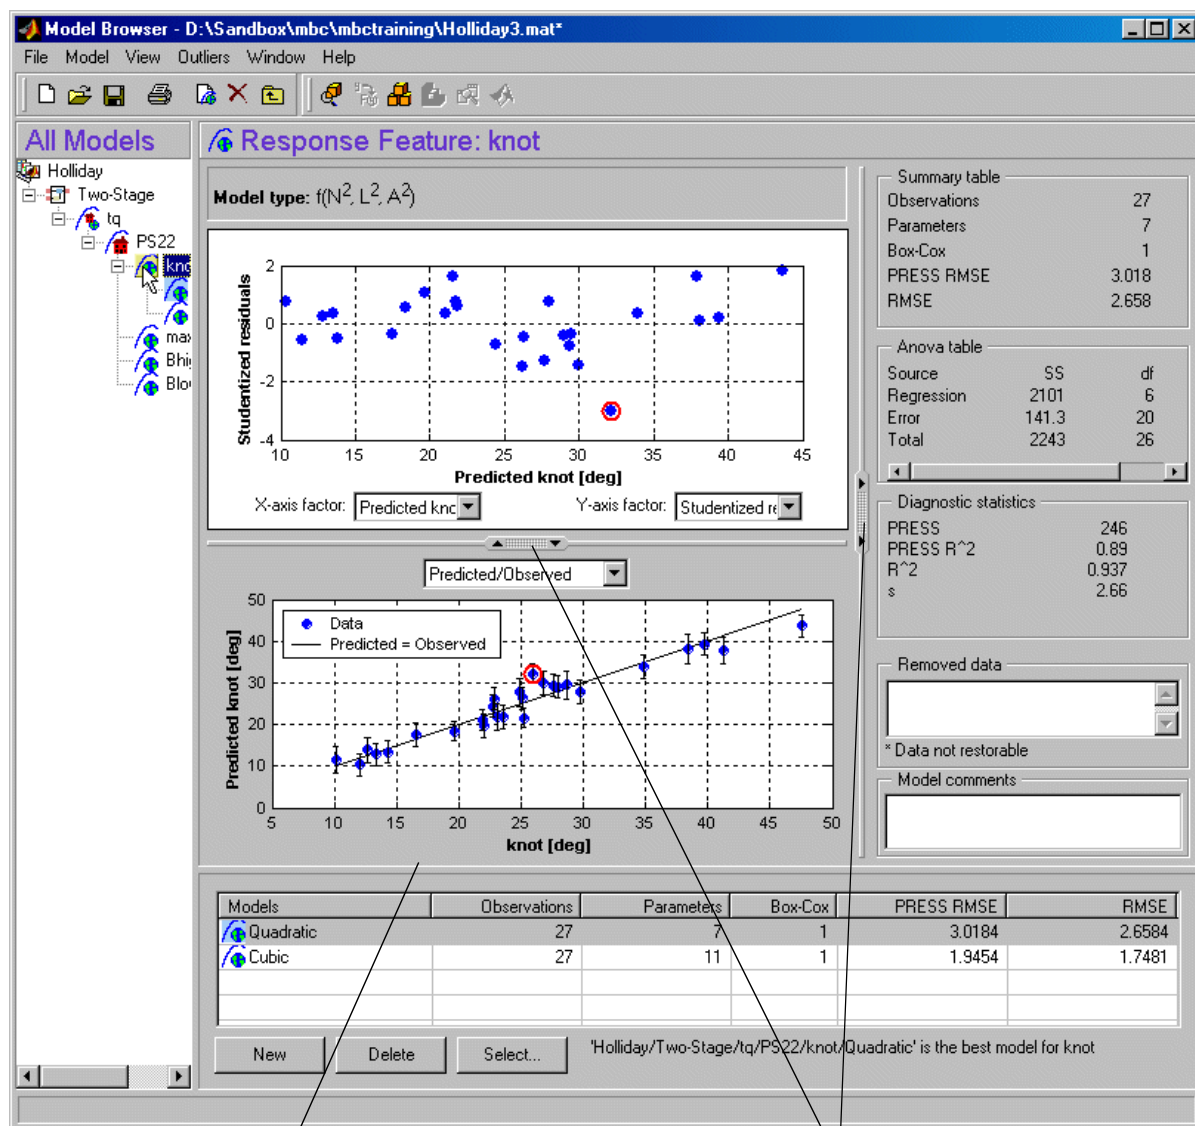 Model Browser - D:\Sandbox\mbc\mbctraining\Holliday3.mat*
File Model View Outliers Window Help
All Models
Holliday
Two-Stage
tq
PS22
kno
max
Bhig
Blo
Response Feature: knot
Model type: f(N2, L2, A2)
Studentized residuals
2
0
-2
-4
10 15 20 25 30 35 40 45
Predicted knot [deg]
X-axis factor: Predicted knc Y-axis factor: Studentized re
Predicted/Observed
Predicted knot [deg]
50
40
30
20
10
0
Data
Predicted = Observed
5 10 15 20 25 30 35 40 45 50
knot [deg]
Summary table
Observations 27
Parameters 7
Box-Cox 1
PRESS RMSE 3.018
RMSE 2.658
Anova table
Source SS df
Regression 2101 6
Error 141.3 20
Total 2243 26
Diagnostic statistics
PRESS 246
PRESS R^2 0.89
R^2 0.937
s 2.66
Removed data
* Data not restorable
Model comments
Models Observations Parameters Box-Cox PRESS RMSE RMSE
Quadratic 27 7 1 3.0184 2.6584
Cubic 27 11 1 1.9454 1.7481
New Delete Select... 'Holliday/Two-Stage/tq/PS22/knot/Quadratic' is the best model for knot